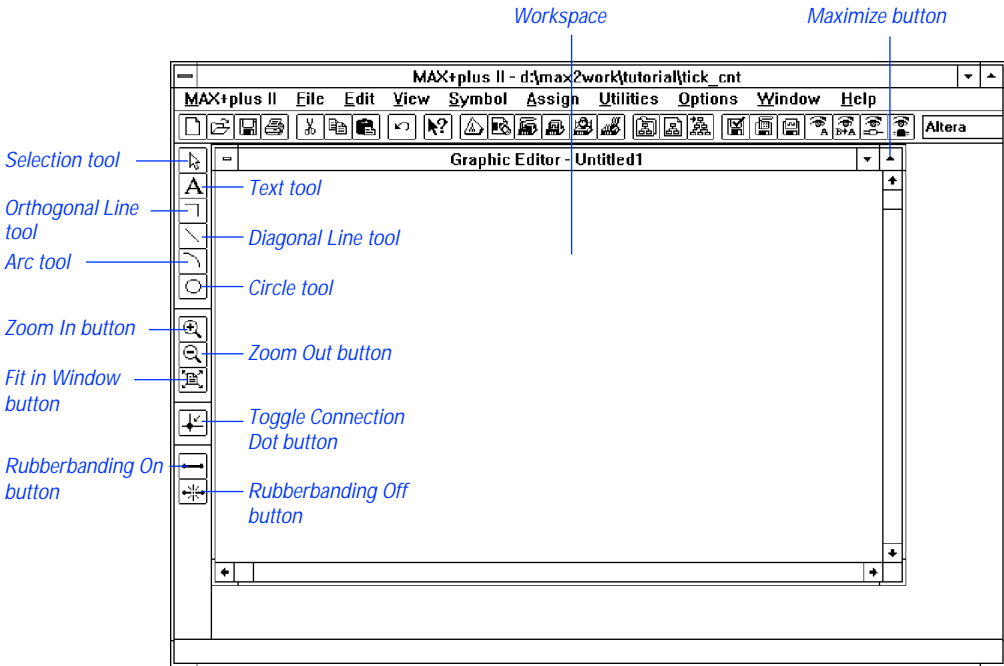 Workspace
Maximize button
MAX+plus II - d:\max2work\tutorial\tick_cnt
MAX+plus II File Edit View Symbol Assign Utilities Options Window Help
A
B+A
Altera
Selection tool
Graphic Editor - Untitled1
A
Text tool
Orthogonal Line
tool
Diagonal Line tool
Arc tool
Circle tool
Zoom In button
Zoom Out button
Fit in Window
button
Toggle Connection
Dot button
Rubberbanding On
button
Rubberbanding Off
button